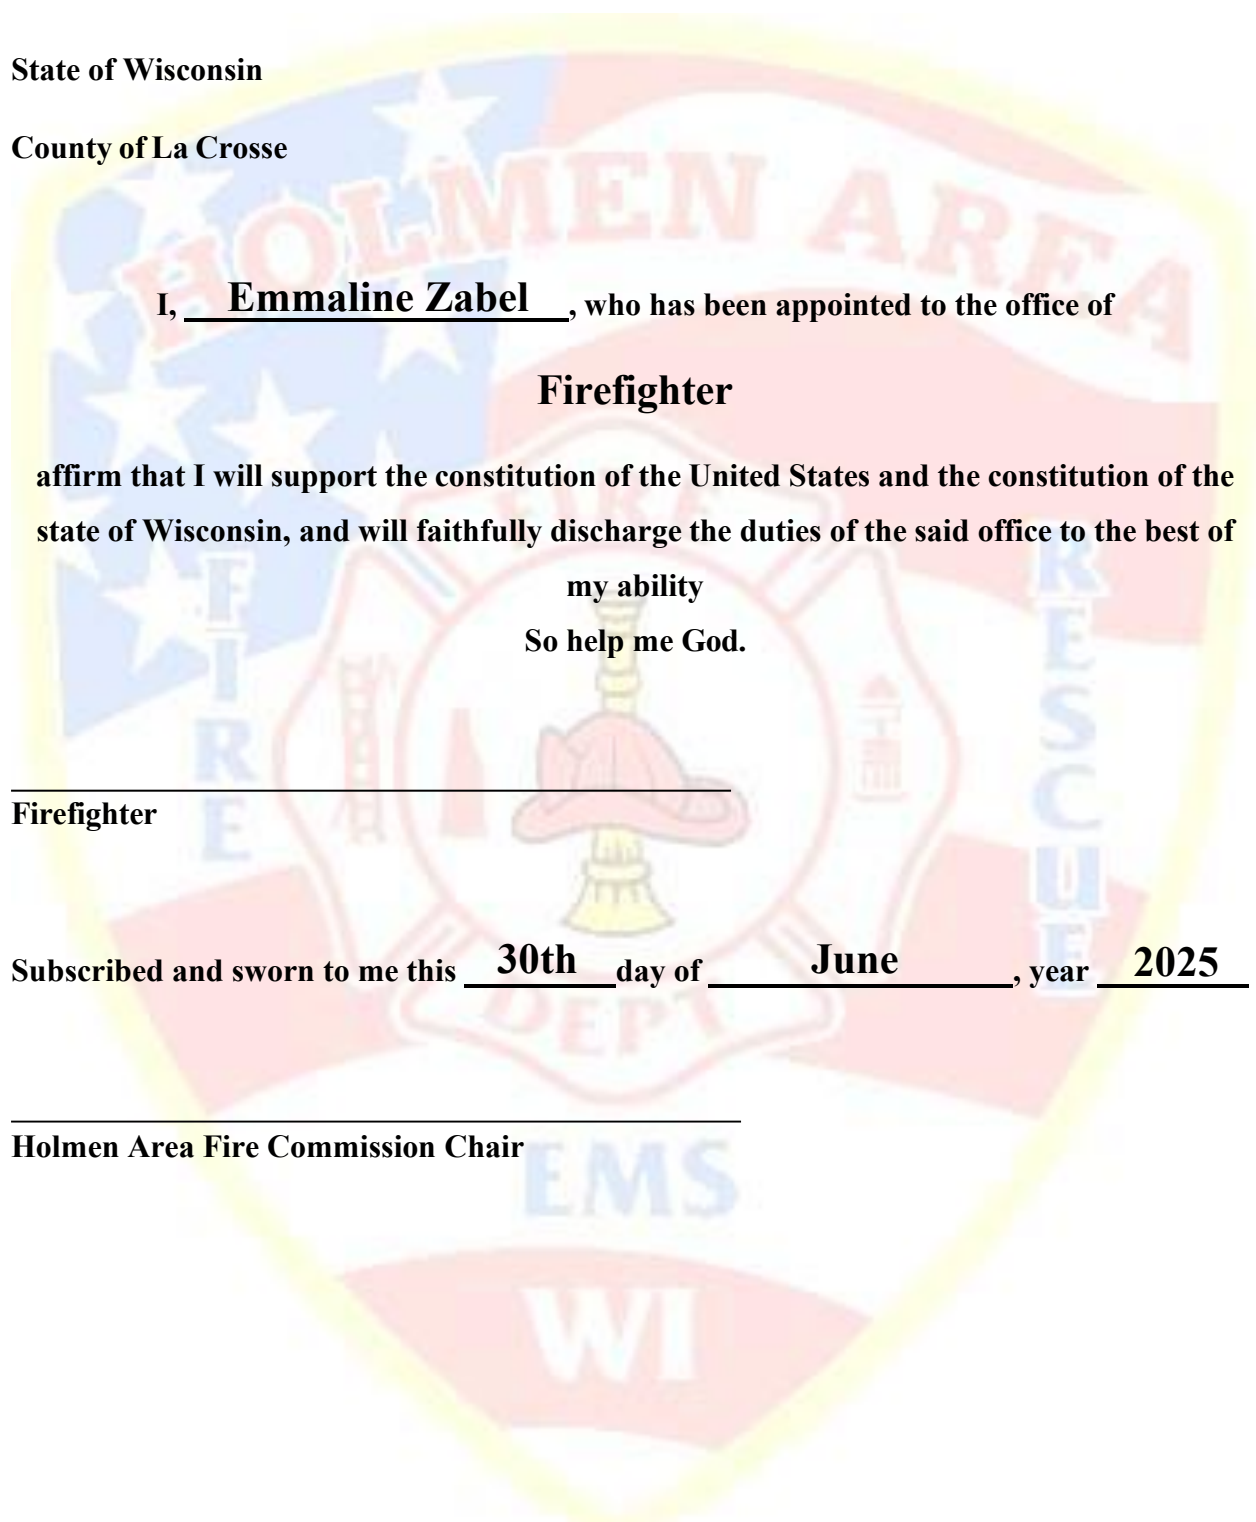 State of Wisconsin
County of La Crosse
HOLMEN AREA
I, Emmaline Zabel, who has been appointed to the office of
Firefighter
affirm that I will support the constitution of the United States and the constitution of the
state of Wisconsin, and will faithfully discharge the duties of the said office to the best of
my ability
So help me God.
FIRE
FIRE
RESCUE
Firefighter
Subscribed and sworn to me this 30th day of June, year 2025
DEPT
Holmen Area Fire Commission Chair
EMS
WI